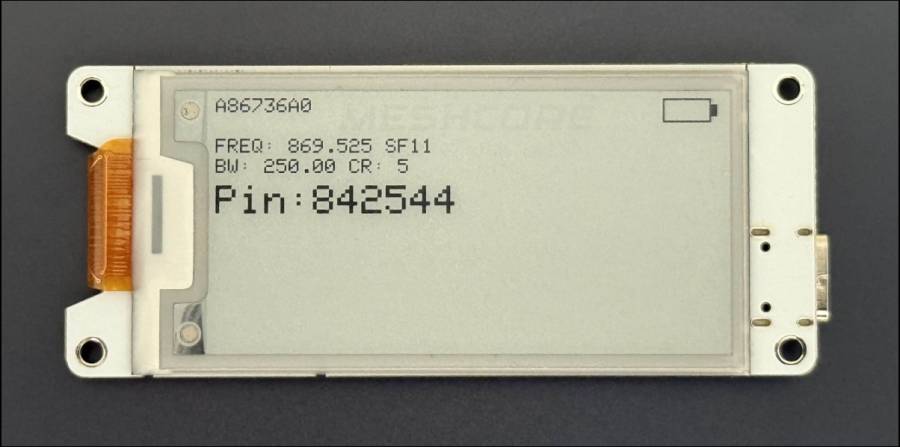 A86736A0
MESHCORE
FREQ: 869.525 SF11
BW: 250.00 CR: 5
Pin:842544